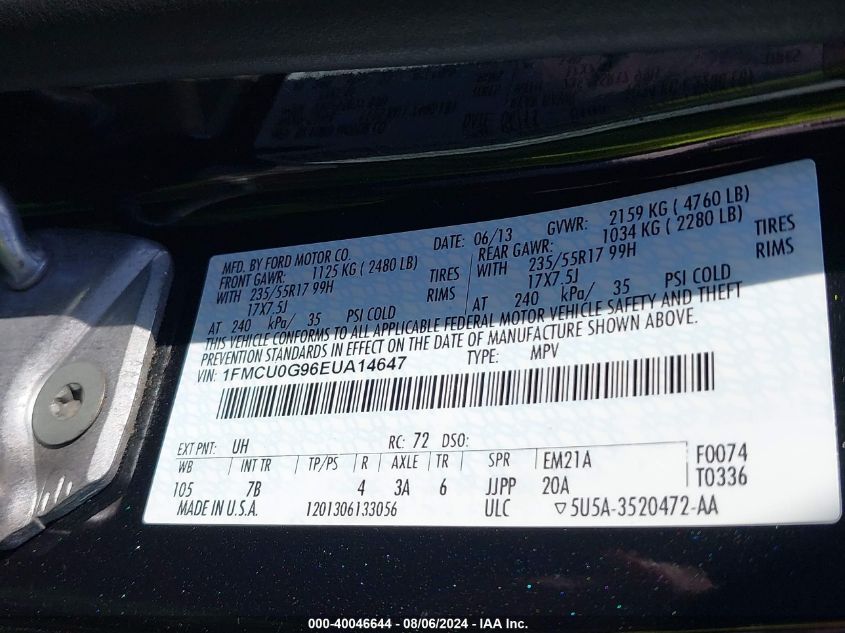 MFD. BY FORD MOTOR CO.
DATE: 06/13 GVWR: 2159 KG ( 4760 LB)
FRONT GAWR: 1125 KG ( 2480 LB) REAR GAWR: 1034 KG ( 2280 LB)
WITH 235/55R17 99H TIRES WITH 235/55R17 99H TIRES
17X7.5J RIMS 17X7.5J RIMS
AT 240 kPa/ 35 PSI COLD AT 240 kPa/ 35 PSI COLD
THIS VEHICLE CONFORMS TO ALL APPLICABLE FEDERAL MOTOR VEHICLE SAFETY AND THEFT
PREVENTION STANDARDS IN EFFECT ON THE DATE OF MANUFACTURE SHOWN ABOVE.
VIN: 1FMCU0G96EUA14647 TYPE: MPV
EXT PNT: UH RC: 72 DSO:
WB INT TR TP/PS R AXLE TR SPR EM21A F0074
105 7B 4 3A 6 JJPP 20A T0336
MADE IN U.S.A. 1201306133056 ULC ▽5U5A-3520472-AA
000-40046644 - 08/06/2024 - IAA Inc.